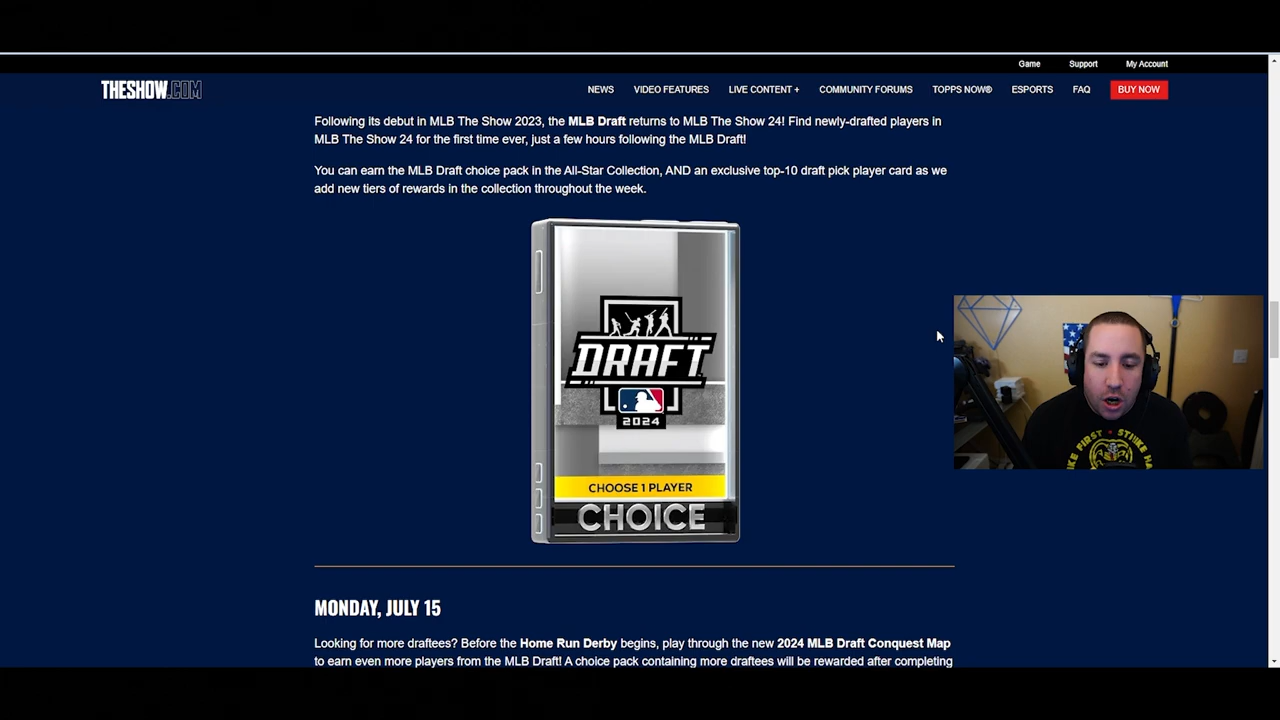 Game Support My Account
THESHOW.COM
NEWS VIDEO FEATURES LIVE CONTENT + COMMUNITY FORUMS TOPPS NOW® ESPORTS FAQ BUY NOW
Following its debut in MLB The Show 2023, the MLB Draft returns to MLB The Show 24! Find newly-drafted players in
MLB The Show 24 for the first time ever, just a few hours following the MLB Draft!
You can earn the MLB Draft choice pack in the All-Star Collection, AND an exclusive top-10 draft pick player card as we
add new tiers of rewards in the collection throughout the week.
DRAFT
2024
CHOOSE 1 PLAYER
CHOICE
MONDAY, JULY 15
Looking for more draftees? Before the Home Run Derby begins, play through the new 2024 MLB Draft Conquest Map
to earn even more players from the MLB Draft! A choice pack containing more draftees will be rewarded after completing